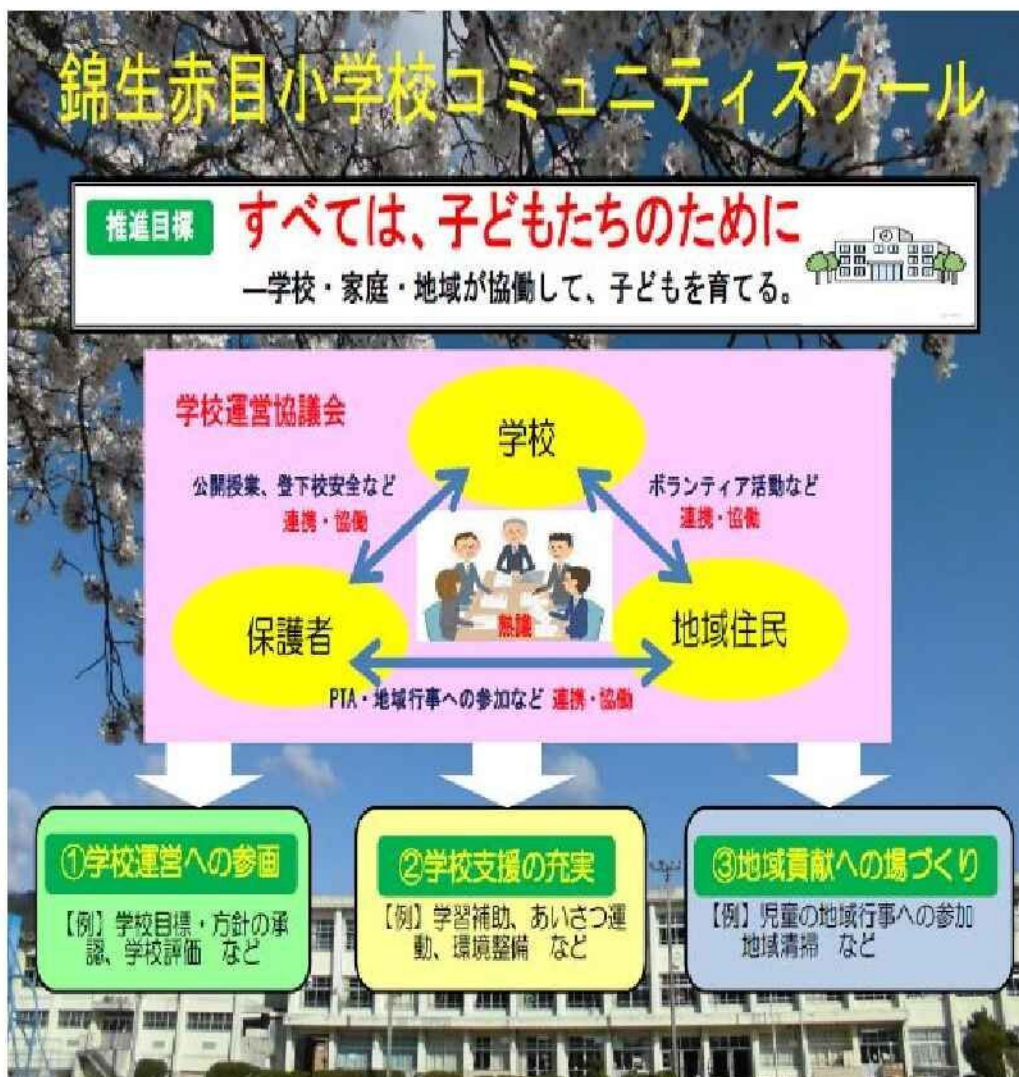 錦生赤目小学校コミュニティスクール
推進目標
すべては、子どもたちのために
―学校・家庭・地域が協働して、子どもを育てる。
学校運営協議会
学校
公開授業、登下校安全など
連携・協働
ボランティア活動など
連携・協働
熟議
保護者
地域住民
PTA・地域行事への参加など 連携・協働
①学校運営への参画
【例】学校目標・方針の承
認、学校評価 など
②学校支援の充実
【例】学習補助、あいさつ運
動、環境整備 など
③地域貢献への場づくり
【例】児童の地域行事への参加
地域清掃 など